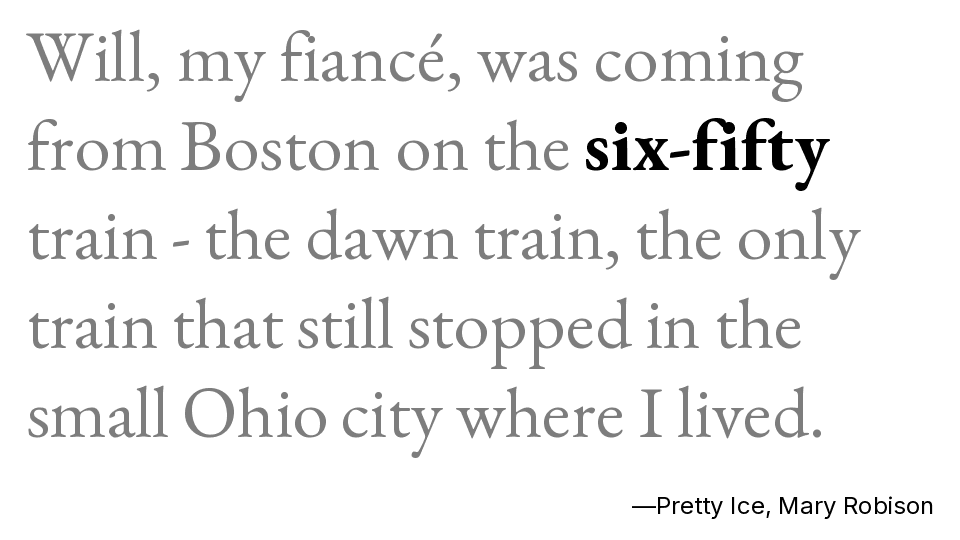 Will, my fiancé, was coming
from Boston on the six-fifty
train - the dawn train, the only
train that still stopped in the
small Ohio city where I lived.
—Pretty Ice, Mary Robison